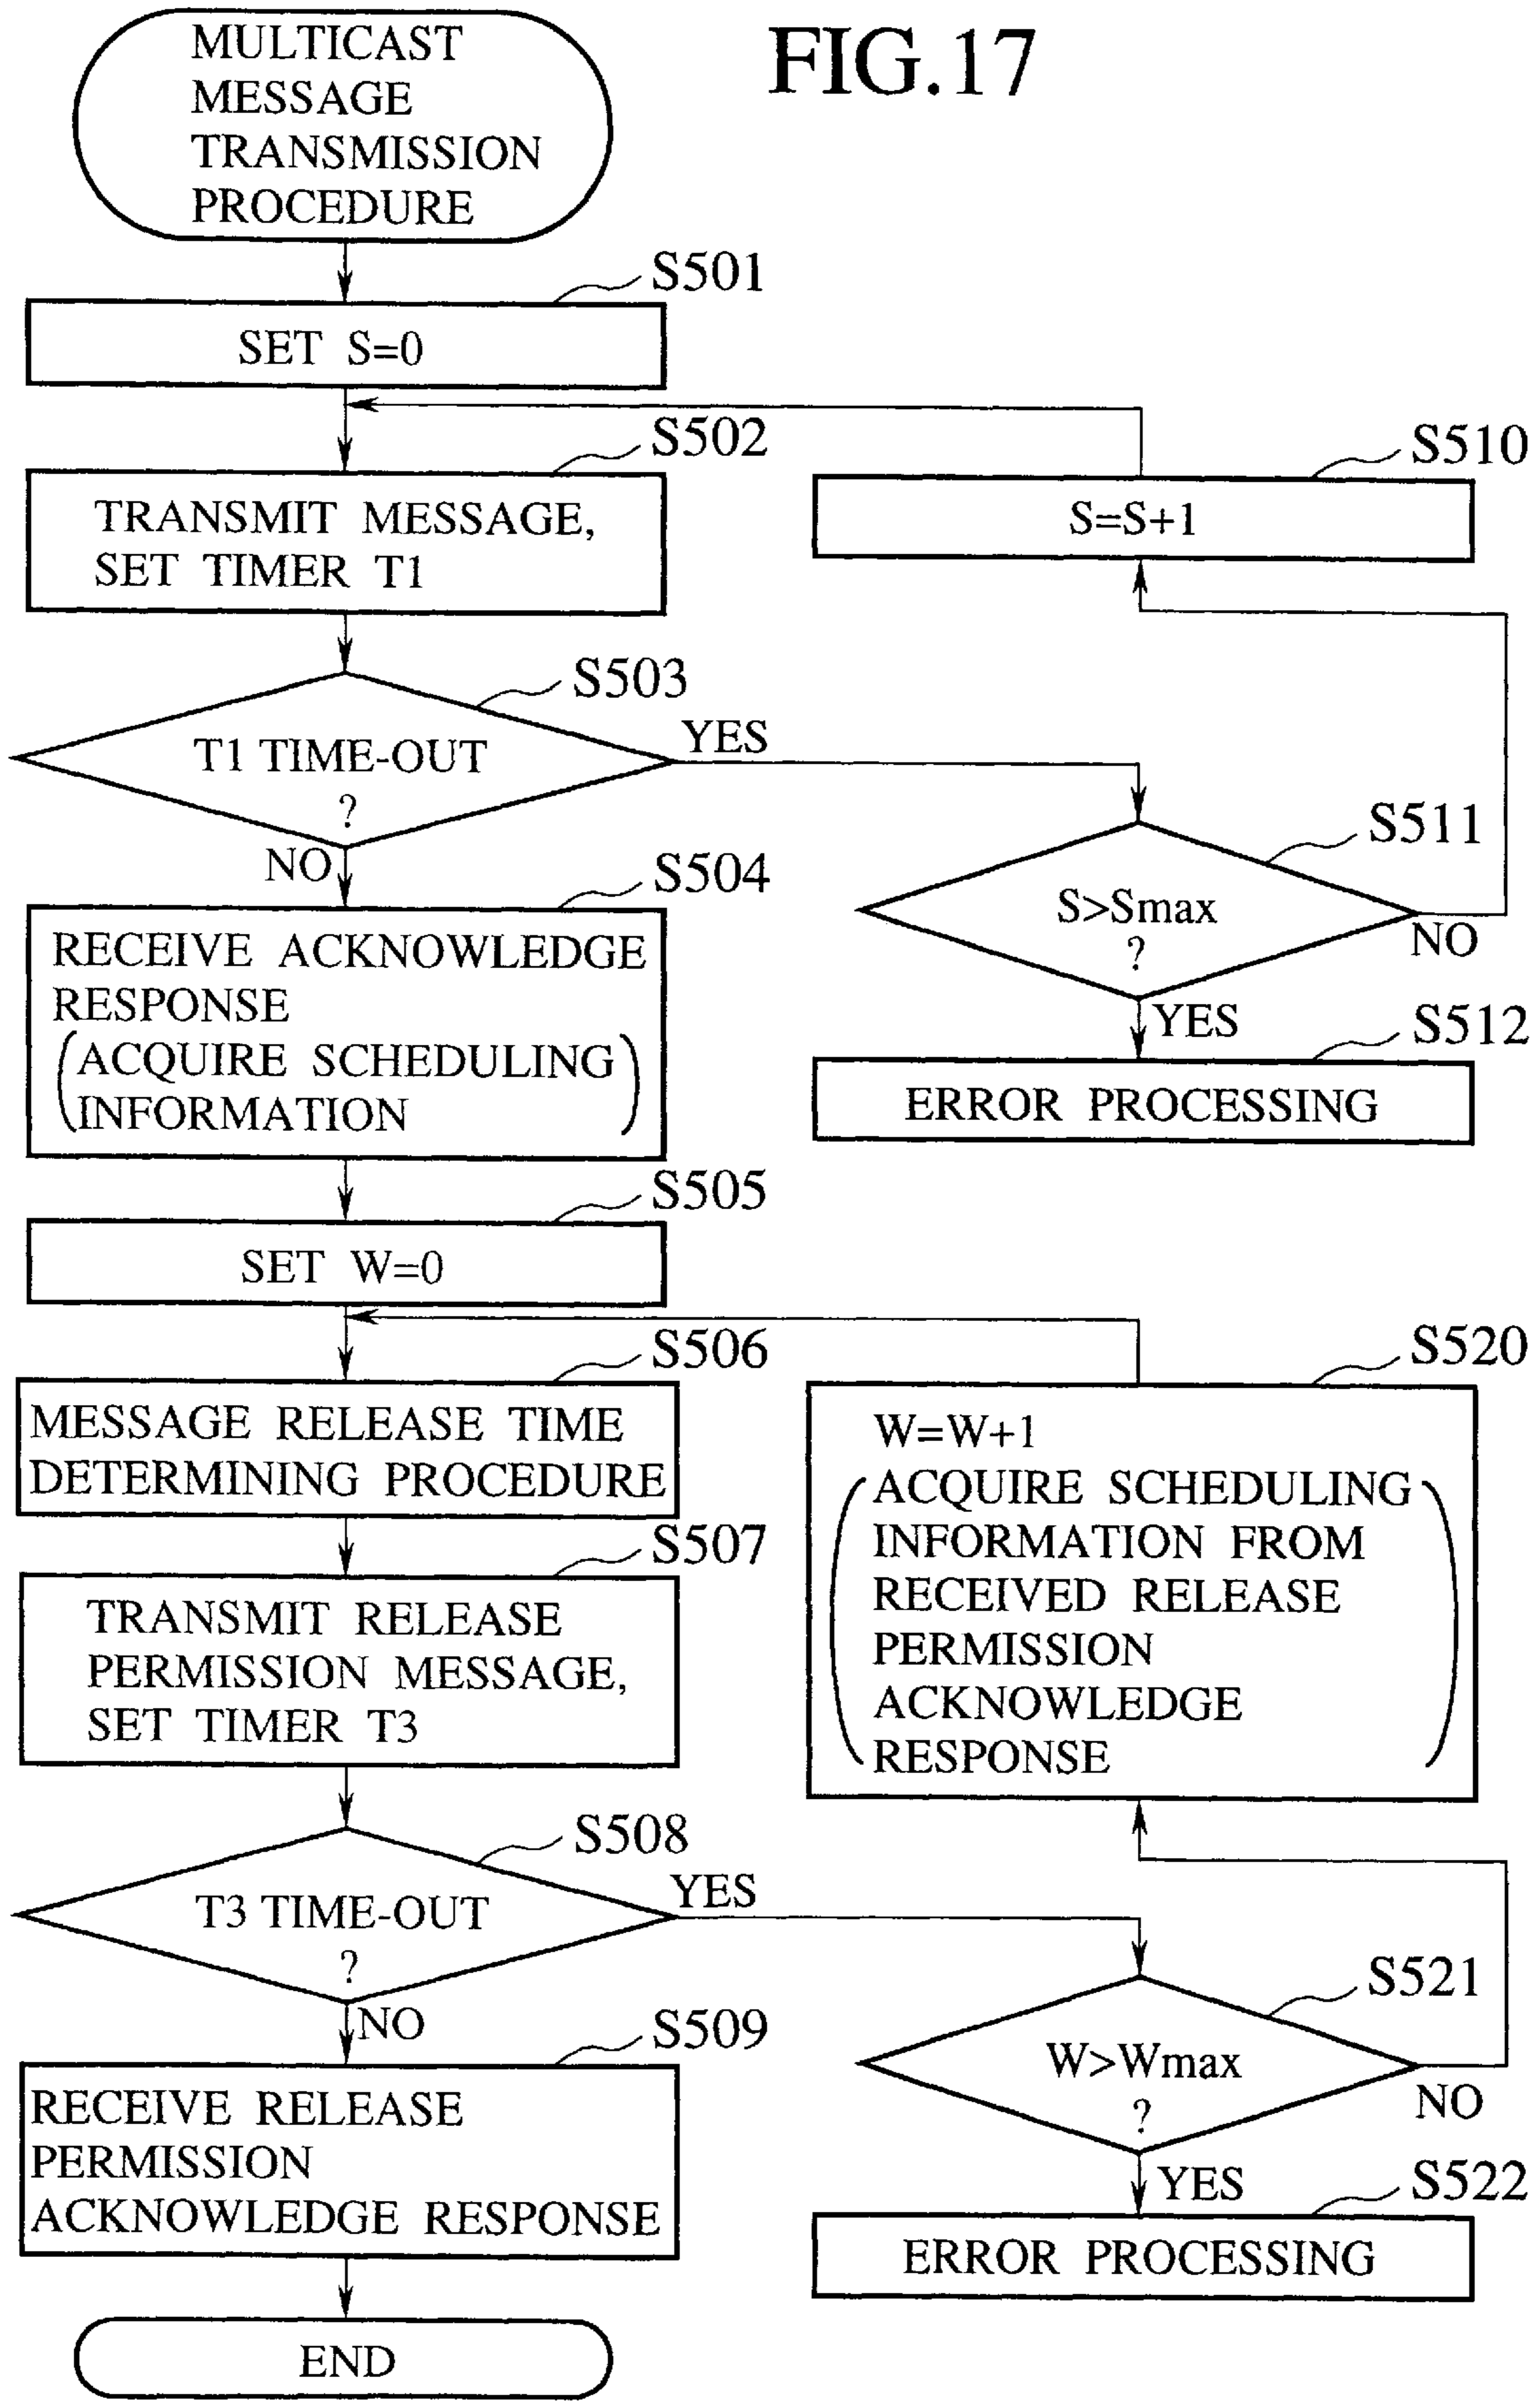 FIG.17
MULTICAST
MESSAGE
TRANSMISSION
PROCEDURE
S501
SET S=0
S502
TRANSMIT MESSAGE,
SET TIMER T1
S503
T1 TIME-OUT
?
YES
NO
S504
RECEIVE ACKNOWLEDGE
RESPONSE
(ACQUIRE SCHEDULING
INFORMATION)
S505
SET W=0
S506
MESSAGE RELEASE TIME
DETERMINING PROCEDURE
S507
TRANSMIT RELEASE
PERMISSION MESSAGE,
SET TIMER T3
S508
T3 TIME-OUT
?
YES
NO
S509
RECEIVE RELEASE
PERMISSION
ACKNOWLEDGE RESPONSE
END
S510
S=S+1
S511
S>Smax
?
NO
YES
S512
ERROR PROCESSING
S520
W=W+1
(ACQUIRE SCHEDULING
INFORMATION FROM
RECEIVED RELEASE
PERMISSION
ACKNOWLEDGE
RESPONSE)
S521
W>Wmax
?
NO
YES
S522
ERROR PROCESSING